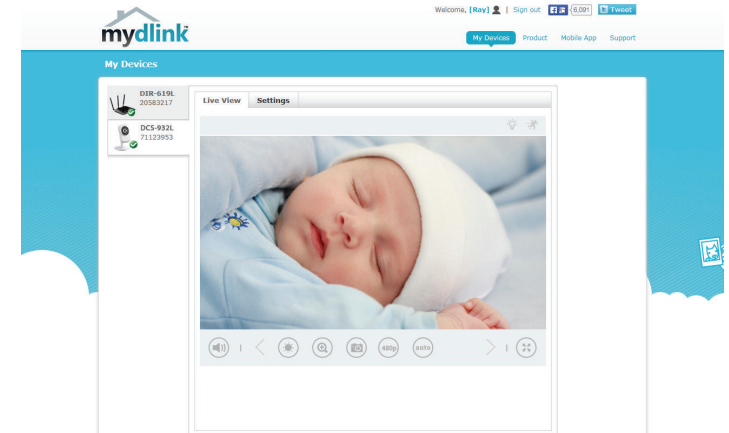 Welcome, [Ray] | Sign out 6,091 Tweet
mydlink™
My Devices Product Mobile App Support
My Devices
DIR-619L
20583217
DCS-932L
71123953
Live View Settings
480p auto